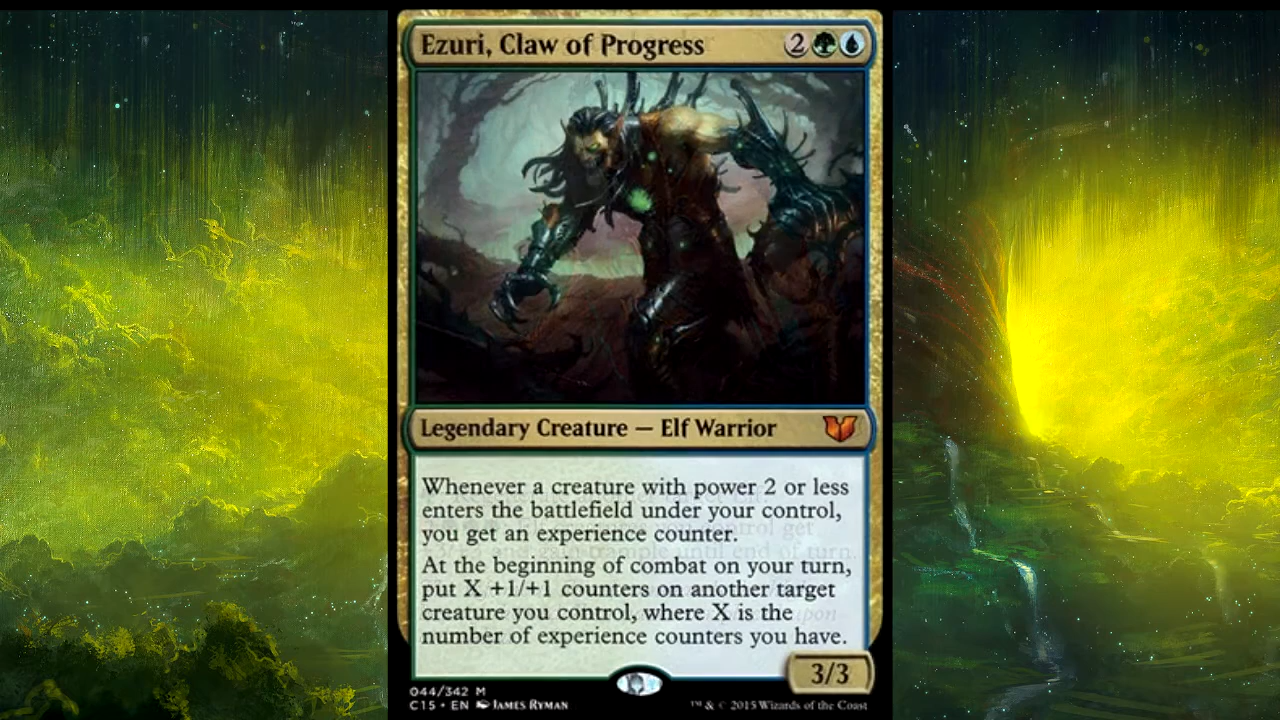 Ezuri, Claw of Progress 2
Legendary Creature — Elf Warrior
Whenever a creature with power 2 or less
enters the battlefield under your control,
you get an experience counter.
At the beginning of combat on your turn,
put X +1/+1 counters on another target
creature you control, where X is the
number of experience counters you have.
3/3
044/342 M
C15 • EN James Ryman
™ & © 2015 Wizards of the Coast